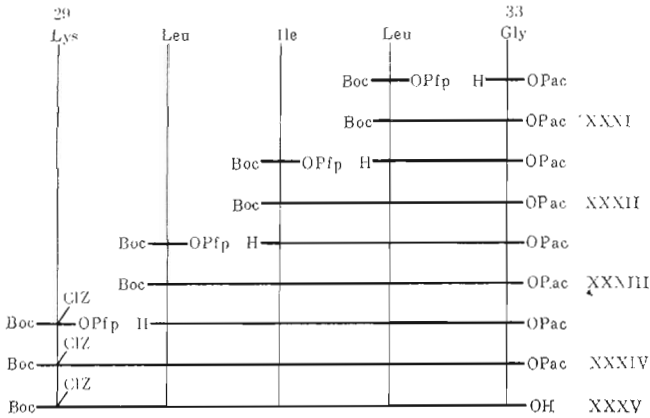 29 33
Lys Leu Ile Leu Gly
Boc OPfp H OPac
Boc OPac XXXI
Boc OPfp H OPac
Boc OPac XXXII
Boc OPfp H OPac
Boc OPac XXXIII
ClZ
Boc OPfp H OPac
ClZ
Boc OPac XXXIV
ClZ
Boc OH XXXV